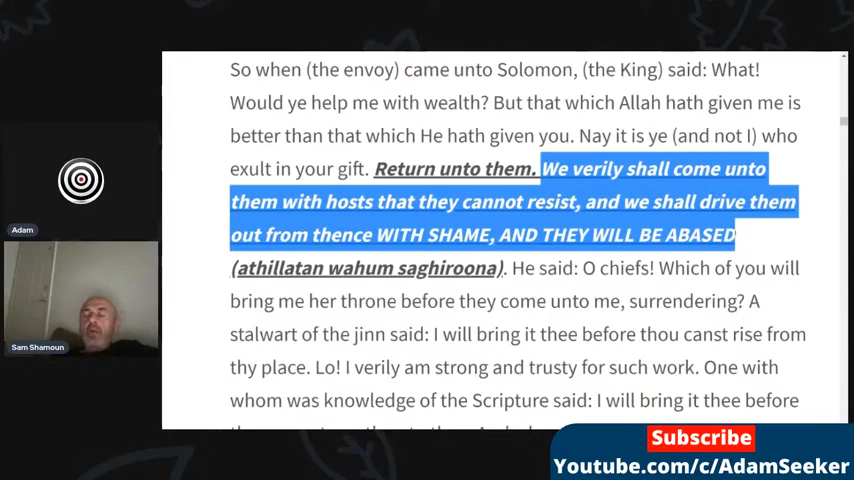 So when (the envoy) came unto Solomon, (the King) said: What!
Would ye help me with wealth? But that which Allah hath given me is
better than that which He hath given you. Nay it is ye (and not I) who
exult in your gift. Return unto them. We verily shall come unto
them with hosts that they cannot resist, and we shall drive them
out from thence WITH SHAME, AND THEY WILL BE ABASED
(athillatan wahum saghiroona). He said: O chiefs! Which of you will
bring me her throne before they come unto me, surrendering? A
stalwart of the jinn said: I will bring it thee before thou canst rise from
thy place. Lo! I verily am strong and trusty for such work. One with
whom was knowledge of the Scripture said: I will bring it thee before
Adam
Sam Shamoun
Subscribe
Youtube.com/c/AdamSeeker